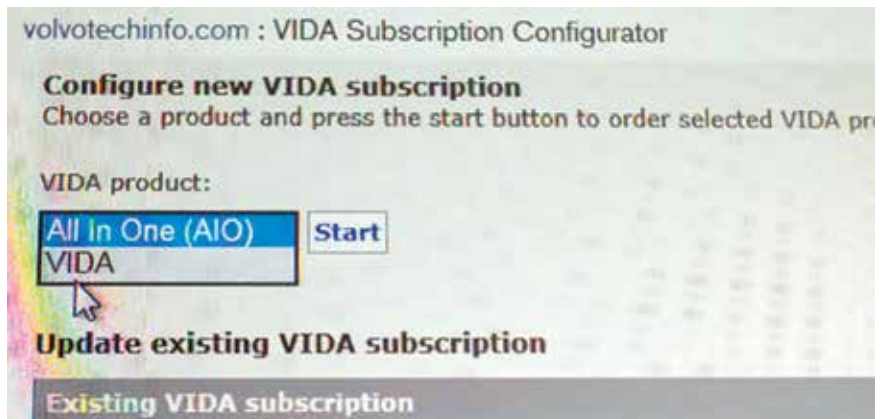 volvotechinfo.com : VIDA Subscription Configurator
Configure new VIDA subscription
Choose a product and press the start button to order selected VIDA
VIDA product:
All In One (AIO)
Start
VIDA
Update existing VIDA subscription
Existing VIDA subscription